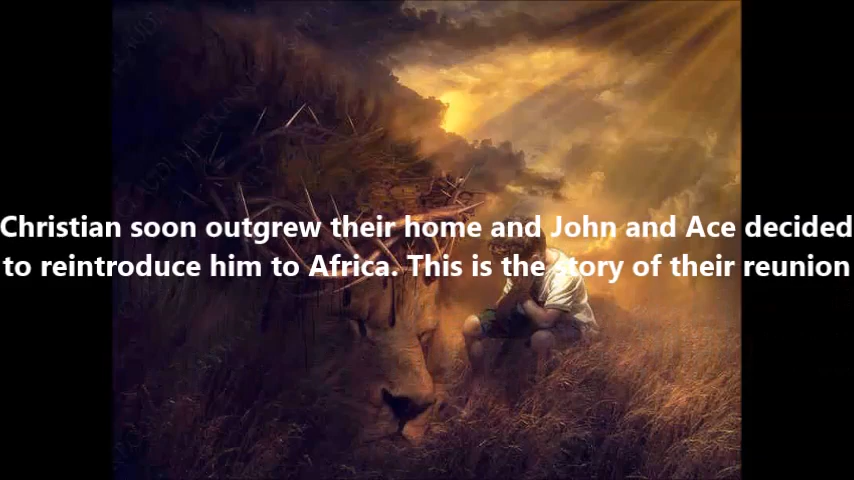 Christian soon outgrew their home and John and Ace decided
to reintroduce him to Africa. This is the story of their reunion